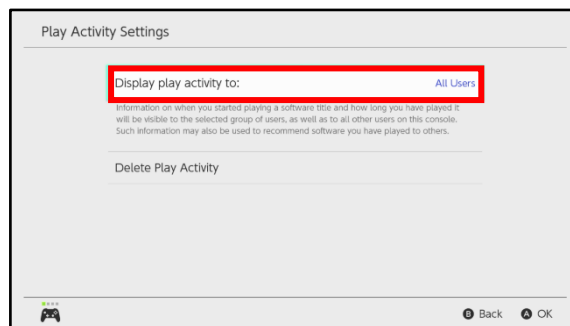 Play Activity Settings
Display play activity to: All Users
Information on when you started playing a software title and how long you have played it
will be visible to the selected group of users, as well as to all other users on this console.
Such information may also be used to recommend software you have played to others.
Delete Play Activity
B Back A OK